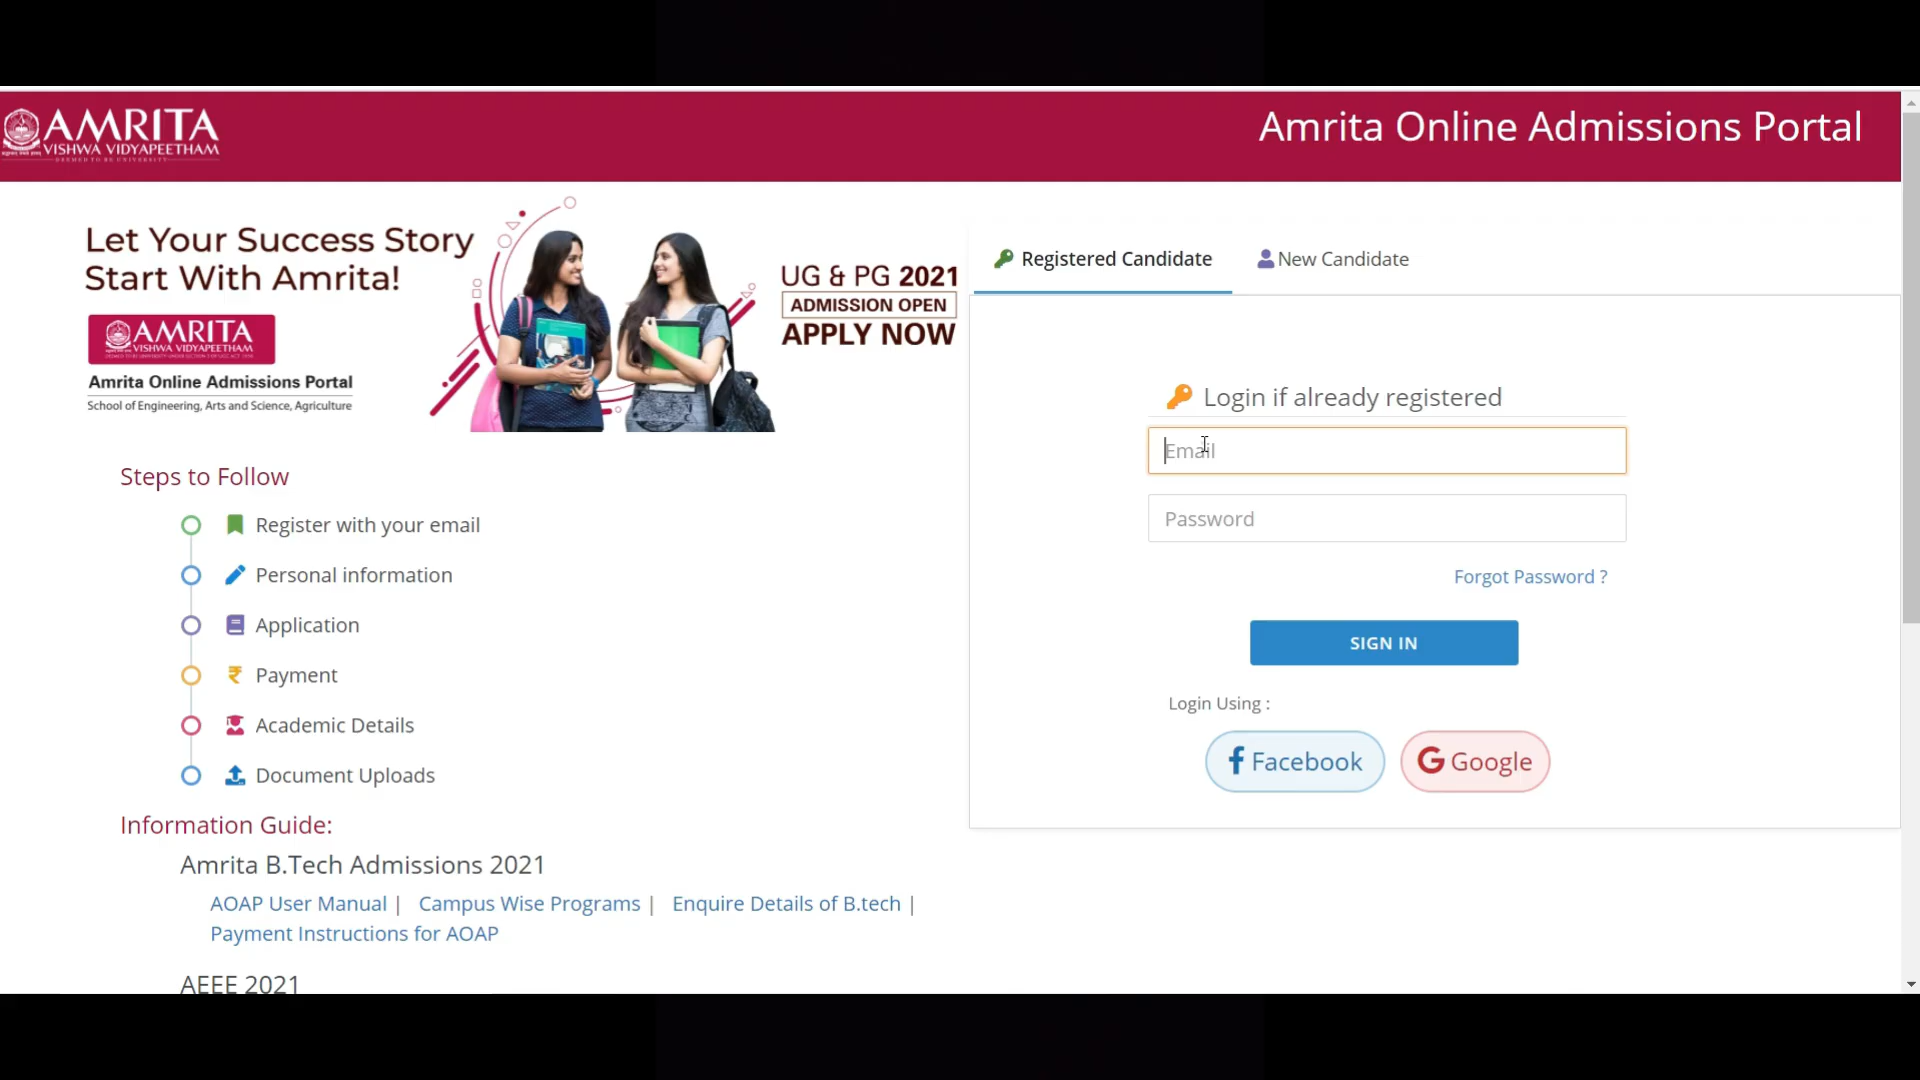 AMRITA
VISHWA VIDYAPEETHAM
DEEMED TO BE UNIVERSITY
Amrita Online Admissions Portal
Let Your Success Story
Start With Amrita!
AMRITA
VISHWA VIDYAPEETHAM
Amrita Online Admissions Portal
School of Engineering, Arts and Science, Agriculture
UG & PG 2021
ADMISSION OPEN
APPLY NOW
Registered Candidate
New Candidate
Login if already registered
Email
Password
Forgot Password ?
SIGN IN
Login Using :
Facebook
Google
Steps to Follow
Register with your email
Personal information
Application
₹ Payment
Academic Details
Document Uploads
Information Guide:
Amrita B.Tech Admissions 2021
AOAP User Manual | Campus Wise Programs | Enquire Details of B.tech |
Payment Instructions for AOAP
AEEE 2021